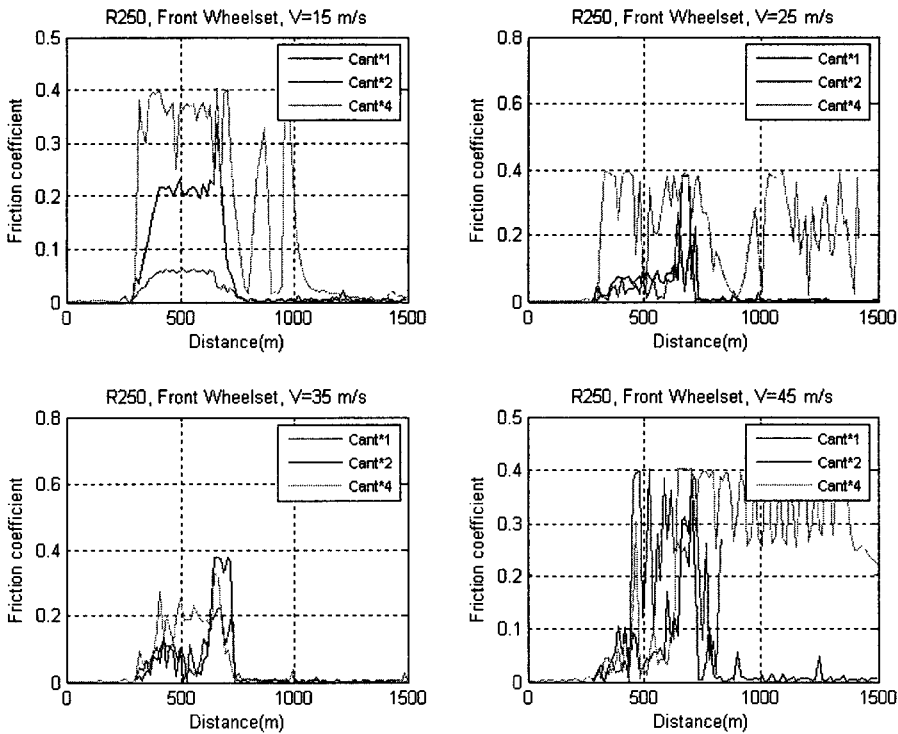 R250, Front Wheelset, V=15 m/s
Friction coefficient
0.5
0.4
0.3
0.2
0.1
0
0
500
1000
1500
Distance(m)
Cant*1
Cant*2
Cant*4
R250, Front Wheelset, V=25 m/s
Friction coefficient
0.8
0.6
0.4
0.2
0
0
500
1000
1500
Distance(m)
Cant*1
Cant*2
Cant*4
R250, Front Wheelset, V=35 m/s
Friction coefficient
0.8
0.6
0.4
0.2
0
0
500
1000
1500
Distance(m)
Cant*1
Cant*2
Cant*4
R250, Front Wheelset, V=45 m/s
Friction coefficient
0.5
0.4
0.3
0.2
0.1
0
0
500
1000
1500
Distance(m)
Cant*1
Cant*2
Cant*4